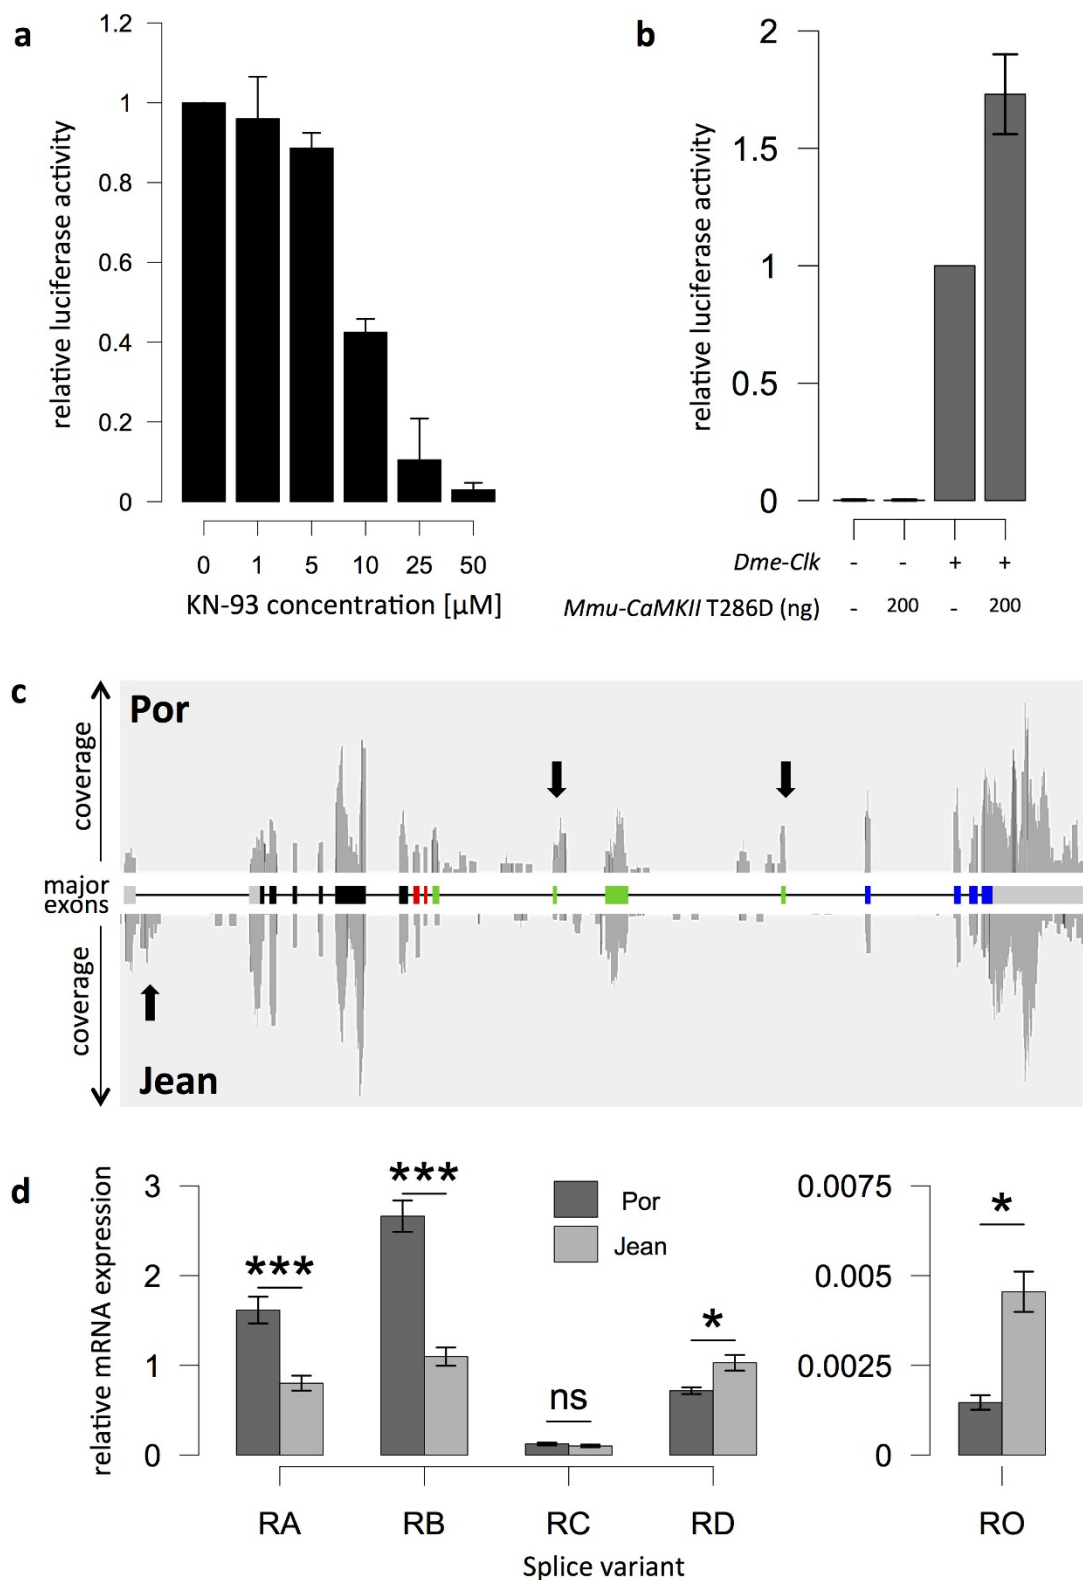 a
relative luciferase activity
1.2
1
0.8
0.6
0.4
0.2
0
0 1 5 10 25 50
KN-93 concentration [µM]
b
relative luciferase activity
2
1.5
1
0.5
0
Dme-Clk - - + +
Mmu-CaMKII T286D (ng) - 200 - 200
c
Por
coverage
major
exons
coverage
Jean
d
relative mRNA expression
3
2
1
0
***
***
ns
*
Por
Jean
RA RB RC RD
0.0075
0.005
0.0025
0
*
RO
Splice variant